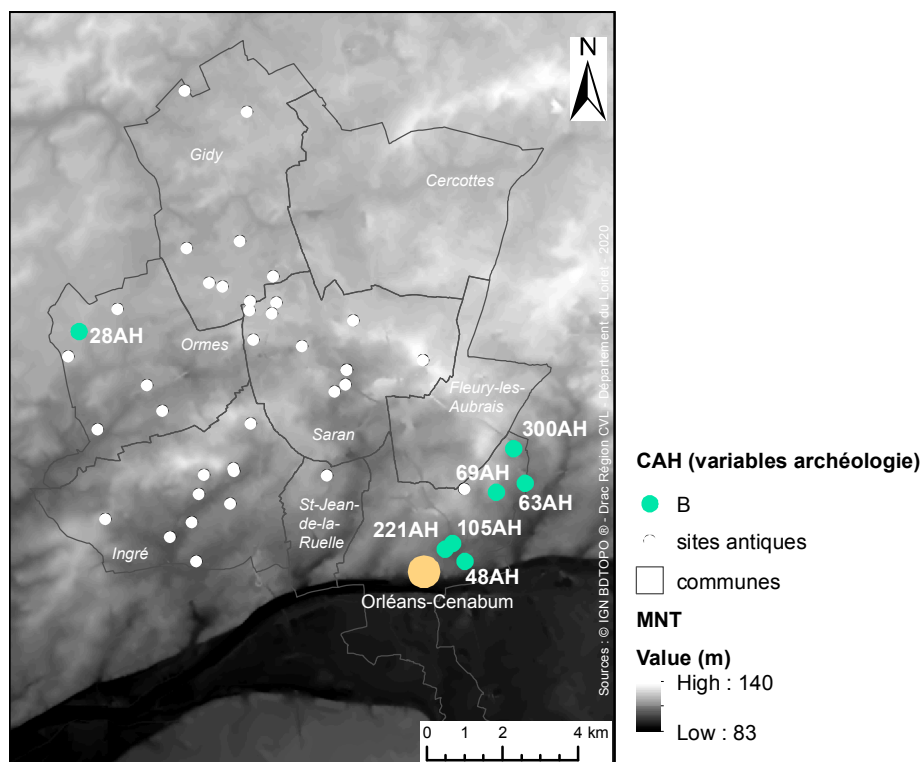 N
Gidy
Cercottes
28AH
Ormes
Fleury-les-
Aubrais
Saran
300AH
69AH
63AH
St-Jean-
de-la-
Ruelle
221AH
105AH
Ingré
48AH
Orléans-Cenabum
Sources : © IGN BDTOPO ® - Drac Région CVL - Département du Loiret - 2020
0 1 2 4 km
CAH (variables archéologie)
B
sites antiques
communes
MNT
Value (m)
High : 140
Low : 83